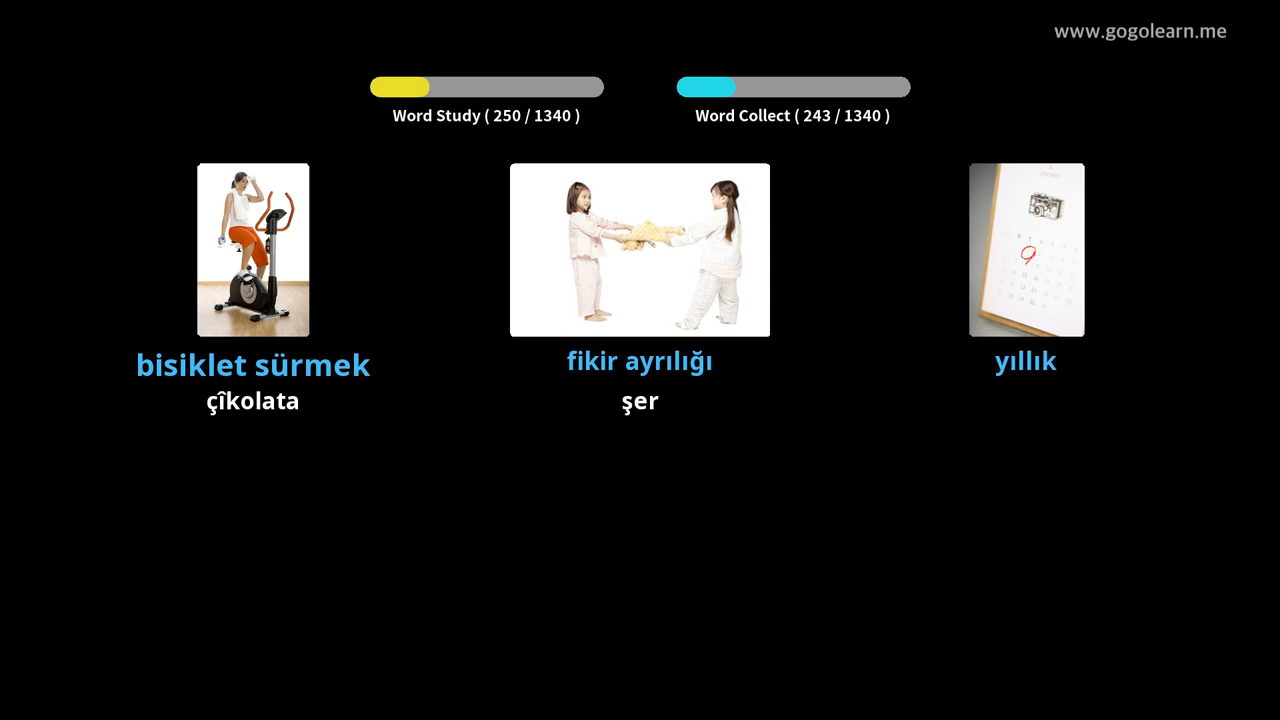 www.gogolearn.me
Word Study ( 250 / 1340 )
Word Collect ( 243 / 1340 )
bisiklet sürmek
çîkolata
fikir ayrılığı
şer
yıllık